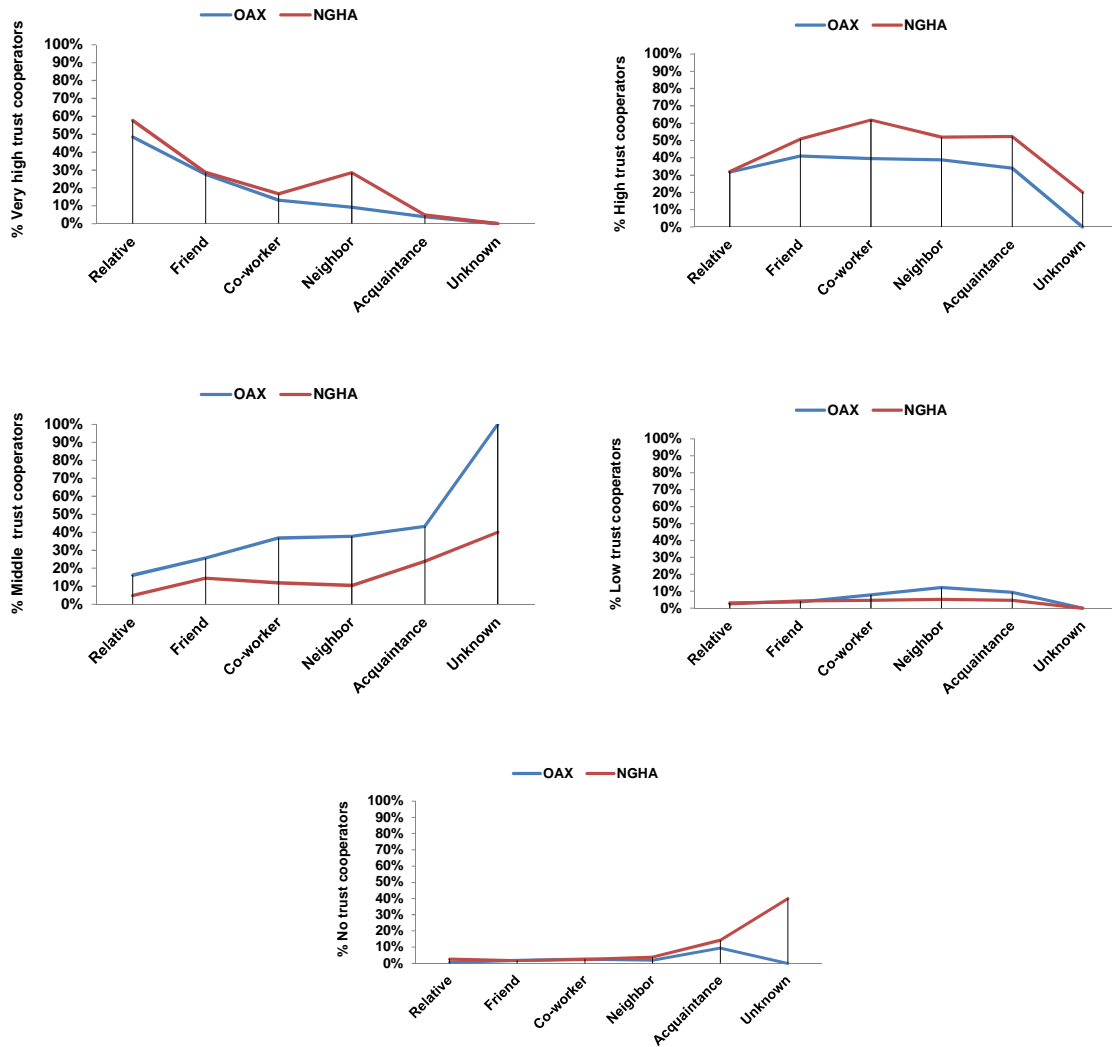 OAX NGHA
% Very high trust cooperators
100%
90%
80%
70%
60%
50%
40%
30%
20%
10%
0%
Relative
Friend
Co-worker
Neighbor
Acquaintance
Unknown
OAX NGHA
% High trust cooperators
100%
90%
80%
70%
60%
50%
40%
30%
20%
10%
0%
Relative
Friend
Co-worker
Neighbor
Acquaintance
Unknown
OAX NGHA
% Middle trust cooperators
100%
90%
80%
70%
60%
50%
40%
30%
20%
10%
0%
Relative
Friend
Co-worker
Neighbor
Acquaintance
Unknown
OAX NGHA
% Low trust cooperators
100%
90%
80%
70%
60%
50%
40%
30%
20%
10%
0%
Relative
Friend
Co-worker
Neighbor
Acquaintance
Unknown
OAX NGHA
% No trust cooperators
100%
90%
80%
70%
60%
50%
40%
30%
20%
10%
0%
Relative
Friend
Co-worker
Neighbor
Acquaintance
Unknown